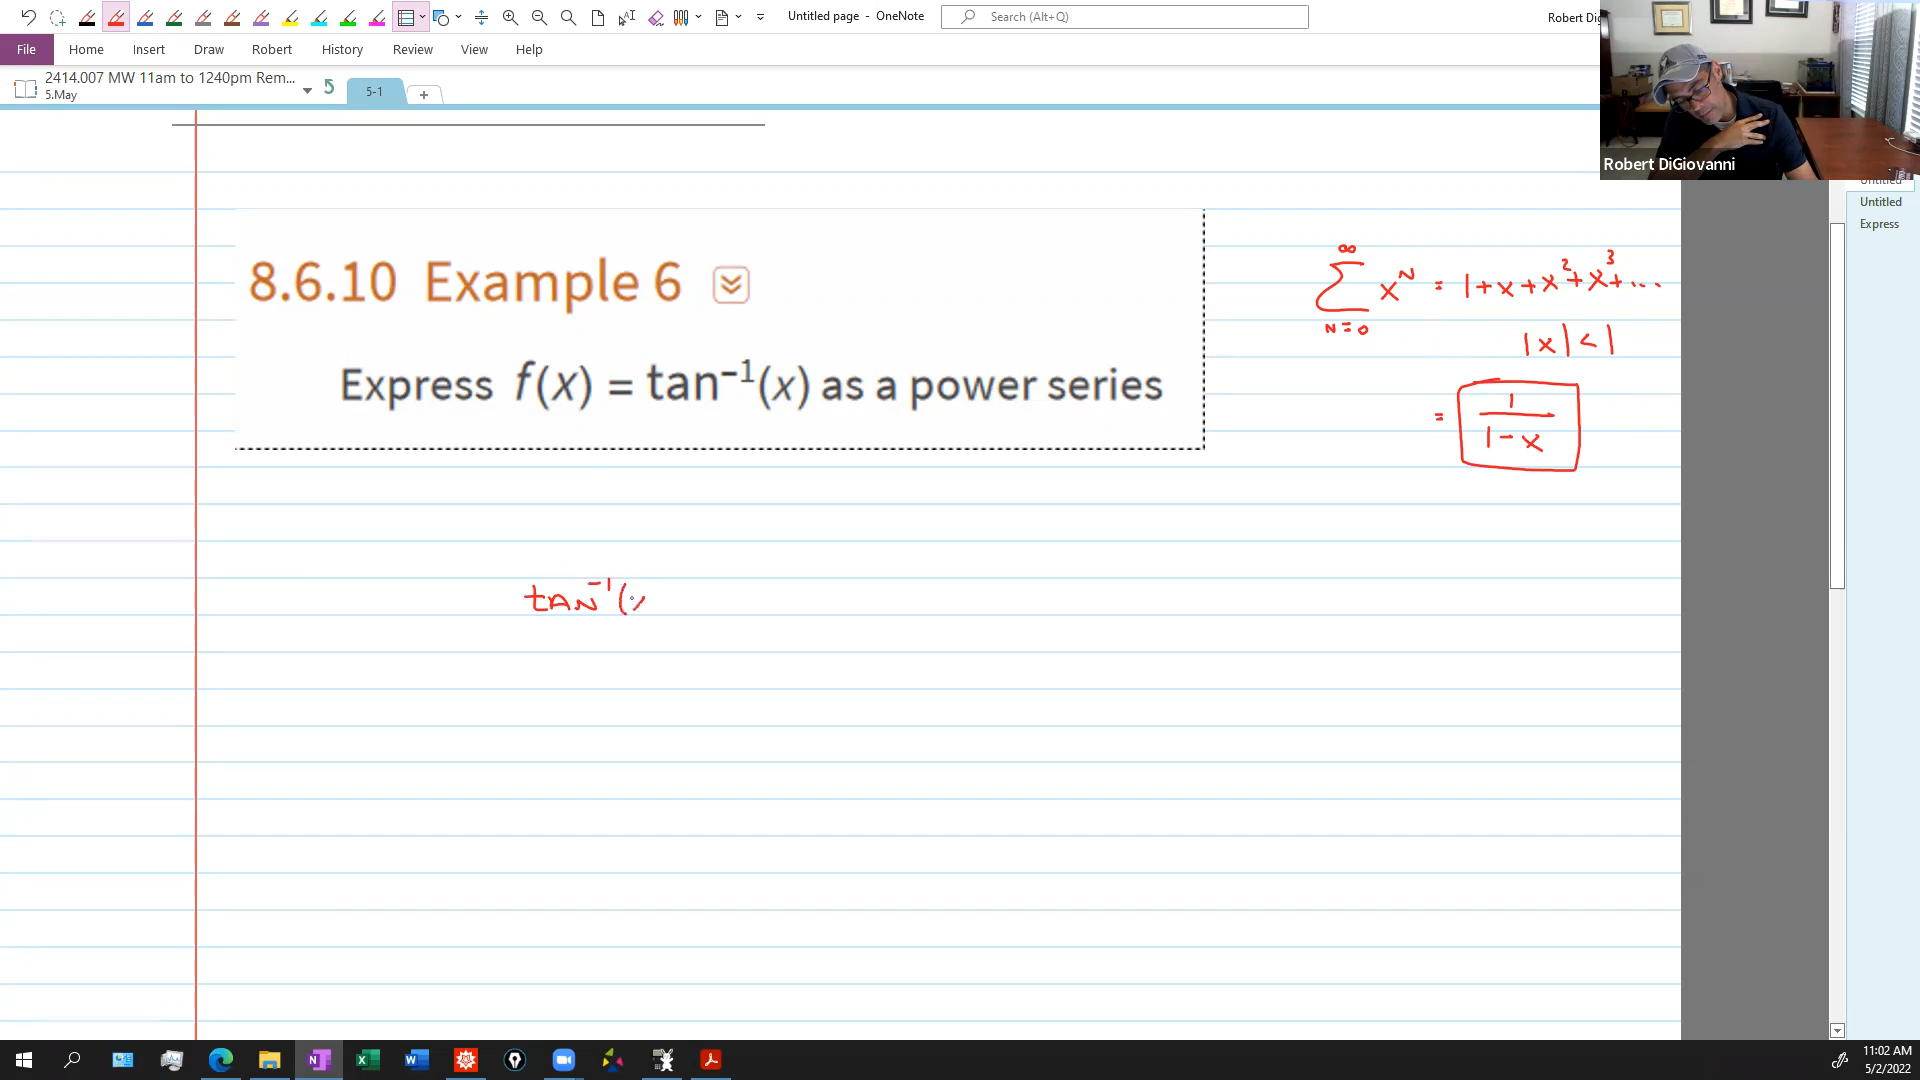 Untitled page - OneNote
Search (Alt+Q)
File Home Insert Draw Robert History Review View Help
2414.007 MW 11am to 1240pm Rem...
5.May
5-1
Robert DiGiovanni
Untitled
Express
8.6.10 Example 6
Express f(x) = tan⁻¹(x) as a power series
∞
∑ xᴺ = 1 + x + x² + x³ + ...
N = 0
|x| < 1
= 1
1 - x
tAN⁻¹(
11:02 AM
5/2/2022